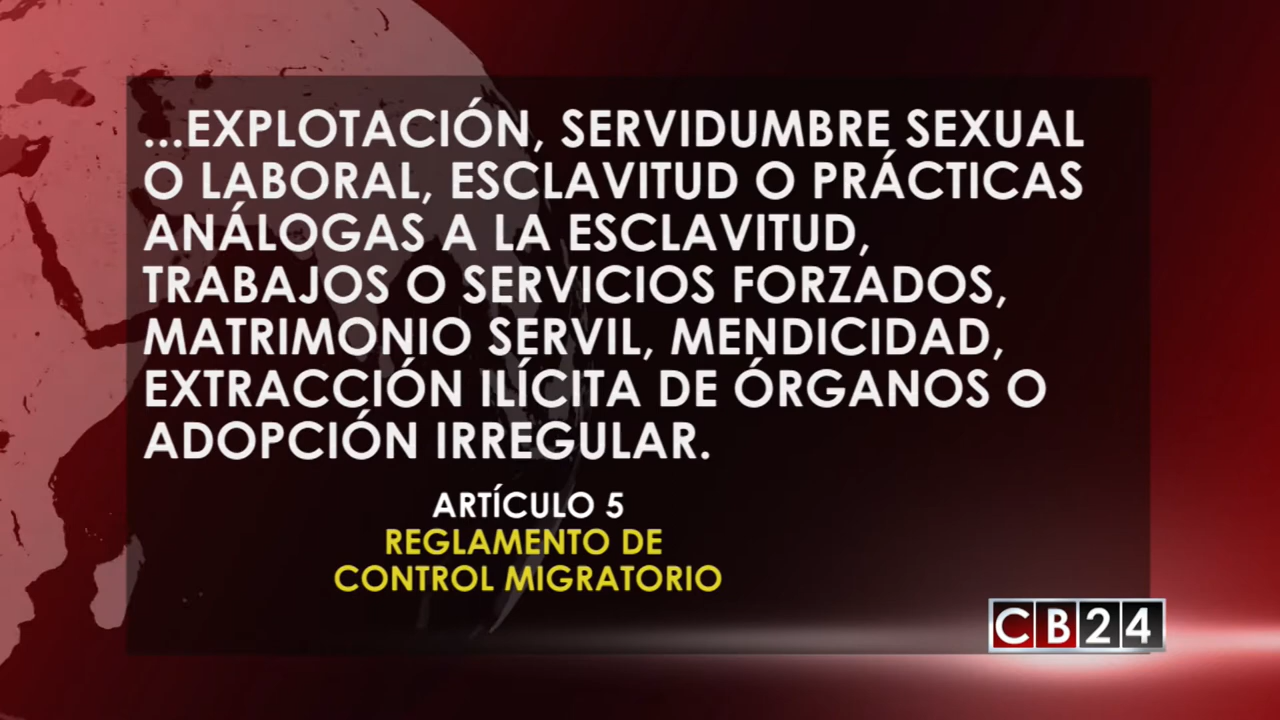 ...EXPLOTACIÓN, SERVIDUMBRE SEXUAL
O LABORAL, ESCLAVITUD O PRÁCTICAS
ANÁLOGAS A LA ESCLAVITUD,
TRABAJOS O SERVICIOS FORZADOS,
MATRIMONIO SERVIL, MENDICIDAD,
EXTRACCIÓN ILÍCITA DE ÓRGANOS O
ADOPCIÓN IRREGULAR.
ARTÍCULO 5
REGLAMENTO DE
CONTROL MIGRATORIO
CB24